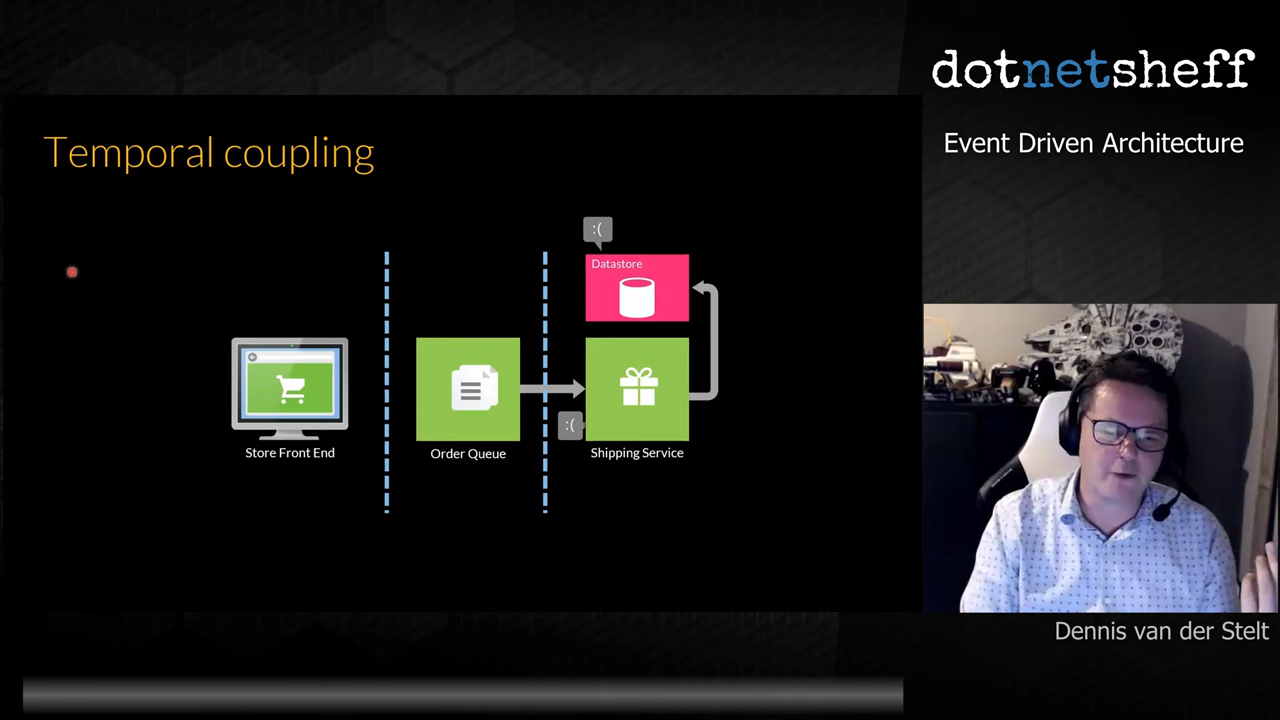 dotnetsheff
Event Driven Architecture
Temporal coupling
:(
Datastore
:(
Store Front End
Order Queue
Shipping Service
Dennis van der Stelt